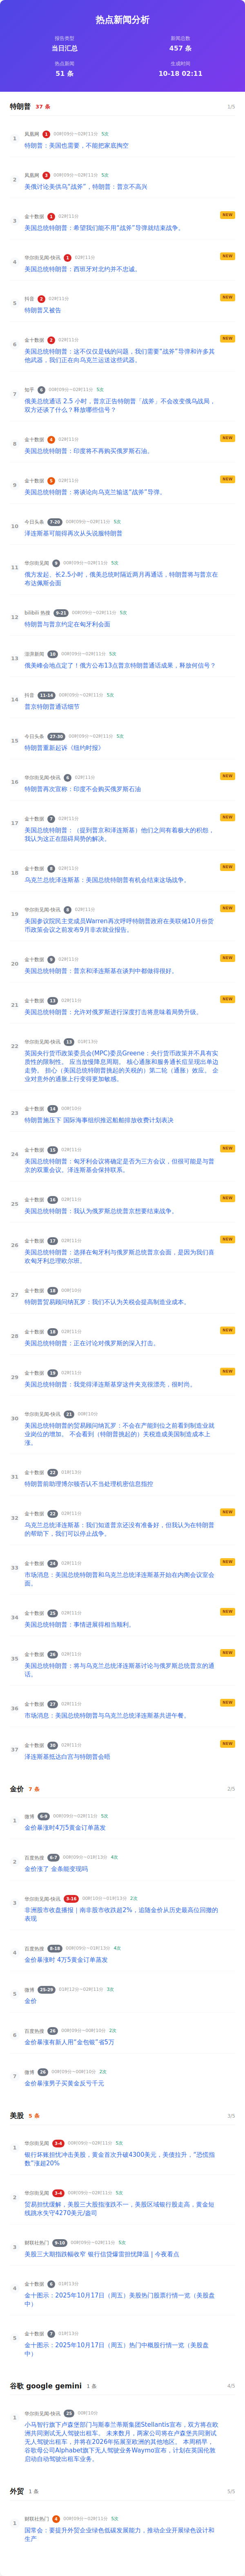 热点新闻分析
报告类型
新闻总数
当日汇总
457 条
热点新闻
生成时间
51 条
10-18 02:11
特朗普 37 条
1/5
1
凤凰网 1 00时09分~02时11分 5次
特朗普：美国也需要，不能把家底掏空
2
凤凰网 3 00时09分~02时11分 5次
美俄讨论美供乌“战斧”，特朗普：普京不高兴
3
金十数据 1 02时11分
NEW
美国总统特朗普：希望我们能不用“战斧”导弹就结束战争。
4
华尔街见闻-快讯 1 02时11分
NEW
美国总统特朗普：西班牙对北约并不忠诚。
5
抖音 2 02时11分
NEW
特朗普又被告
6
金十数据 2 02时11分
NEW
美国总统特朗普：这不仅仅是钱的问题，我们需要“战斧”导弹和许多其
他武器，我们正在向乌克兰运送这些武器。
7
知乎 6 00时09分~02时11分 5次
俄美总统通话 2.5 小时，普京正告特朗普「战斧」不会改变俄乌战局，
双方还谈了什么？释放哪些信号？
8
金十数据 4 02时11分
NEW
美国总统特朗普：印度将不再购买俄罗斯石油。
9
金十数据 5 02时11分
NEW
美国总统特朗普：将谈论向乌克兰输送“战斧”导弹。
10
今日头条 7-20 00时09分~02时11分 5次
泽连斯基可能得再次从头说服特朗普
11
华尔街见闻 8 00时09分~02时11分 5次
俄方发起、长2.5小时，俄美总统时隔近两月再通话，特朗普将与普京在
布达佩斯会面
12
bilibili 热搜 9-21 00时09分~02时11分 5次
特朗普与普京约定在匈牙利会面
13
澎湃新闻 10 00时09分~02时11分 5次
俄美峰会地点定了！俄方公布13点普京特朗普通话成果，释放何信号？
14
抖音 11-14 00时09分~02时11分 5次
普京特朗普通话细节
15
今日头条 27-30 00时09分~02时11分 5次
特朗普重新起诉《纽约时报》
16
华尔街见闻-快讯 6 02时11分
NEW
特朗普再次宣称：印度不会购买俄罗斯石油
17
金十数据 7 02时11分
NEW
美国总统特朗普：（提到普京和泽连斯基）他们之间有着极大的积怨，
我认为这正在阻碍局势的解决。
18
金十数据 8 02时11分
NEW
乌克兰总统泽连斯基：美国总统特朗普有机会结束这场战争。
19
华尔街见闻-快讯 8 02时11分
NEW
美国参议院民主党成员Warren再次呼呼特朗普政府在美联储10月份货
币政策会议之前发布9月非农就业报告。
20
金十数据 9 02时11分
NEW
美国总统特朗普：普京和泽连斯基在谈判中都做得很好。
21
金十数据 13 02时11分
NEW
美国总统特朗普：允许对俄罗斯进行深度打击将意味着局势升级。
22
华尔街见闻-快讯 13 01时13分
英国央行货币政策委员会(MPC)委员Greene：央行货币政策并不具有实
质性的限制性。 应当放慢降息周期。 核心通胀和服务通长后呈现出单边
走势。 担心（美国总统特朗普挑起的关税的）第二轮（通胀）效应。 企
业对意外的通胀上行变得更加敏感。
23
金十数据 14 00时10分
特朗普施压下 国际海事组织推迟船舶排放收费计划表决
24
金十数据 15 02时11分
NEW
美国总统特朗普：匈牙利会议将确定是否为三方会议，但很可能是与普
京的双重会议。泽连斯基会保持联系。
25
金十数据 16 02时11分
NEW
美国总统特朗普：我认为俄罗斯总统普京想要结束战争。
26
金十数据 17 02时11分
NEW
美国总统特朗普：选择在匈牙利与俄罗斯总统普京会面，是因为我们喜
欢匈牙利总理欧尔班。
27
金十数据 18 00时10分
特朗普贸易顾问纳瓦罗：我们不认为关税会提高制造业成本。
28
金十数据 18 02时11分
NEW
美国总统特朗普：正在讨论对俄罗斯的深入打击。
29
金十数据 19 02时11分
NEW
美国总统特朗普：我觉得泽连斯基穿这件夹克很漂亮，很时尚。
30
华尔街见闻-快讯 21 00时10分
美国总统特朗普的贸易顾问纳瓦罗：不会在产能到位之前看到制造业就
业岗位的增加。 不会看到（特朗普挑起的）关税造成美国制造成本上
涨。
31
金十数据 22 01时13分
特朗普前助理博尔顿否认不当处理机密信息指控
32
金十数据 22 02时11分
NEW
乌克兰总统泽连斯基：我们知道普京还没有准备好，但我认为在特朗普
的帮助下，我们可以停止战争。
33
金十数据 24 02时11分
NEW
市场消息：美国总统特朗普和乌克兰总统泽连斯基开始在内阁会议室会
面。
34
金十数据 25 02时11分
NEW
美国总统特朗普：事情进展得相当顺利。
35
金十数据 26 02时11分
NEW
美国总统特朗普：将与乌克兰总统泽连斯基讨论与俄罗斯总统普京的通
话。
36
金十数据 27 02时11分
NEW
市场消息：美国总统特朗普与乌克兰总统泽连斯基共进午餐。
37
金十数据 30 02时11分
NEW
泽连斯基抵达白宫与特朗普会晤
金价 7 条
2/5
1
微博 6-9 00时09分~02时11分 5次
金价暴涨时4万5黄金订单蒸发
2
百度热搜 6-7 00时09分~01时13分 4次
金价涨了 金条能变现吗
3
华尔街见闻-快讯 3-16 00时10分~01时13分 2次
非洲股市收盘播报｜南非股市收跌超2%，追随金价从历史最高位回撤的
表现
4
百度热搜 8-18 00时09分~01时13分 4次
金价暴涨时 4万5黄金订单蒸发
5
微博 25-29 01时12分~02时11分 3次
金价
6
百度热搜 26 00时09分~00时10分 2次
金价暴涨有新人用“金包银”省5万
7
微博 29 00时09分~00时10分 2次
金价暴涨男子买黄金反亏千元
美股 5 条
3/5
1
华尔街见闻 3-4 00时09分~02时11分 5次
银行坏账担忧冲击美股，黄金首次升破4300美元，美债拉升，“恐慌指
数”涨超20%
2
华尔街见闻 3-4 00时09分~02时11分 5次
贸易担忧缓解，美股三大股指涨跌不一，美股区域银行股走高，黄金短
线跳水失守4270美元/盎司
3
财联社热门 9-10 00时09分~02时11分 5次
美股三大期指跌幅收窄 银行信贷爆雷担忧降温 | 今夜看点
4
金十数据 6 01时13分
金十图示：2025年10月17日（周五）美股热门股票行情一览（美股盘
中）
5
金十数据 7 01时13分
金十图示：2025年10月17日（周五）热门中概股行情一览（美股盘
中）
谷歌 google gemini 1 条
4/5
1
华尔街见闻-快讯 25 00时10分
小马智行旗下卢森堡部门与斯泰兰蒂斯集团Stellantis宣布，双方将在欧
洲共同测试无人驾驶出租车。 未来数月，两家公司将在卢森堡共同测试
无人驾驶出租车，并将在2026年拓展至欧洲的其他地区。 本周稍早，
谷歌母公司Alphabet旗下无人驾驶业务Waymo宣布，计划在英国伦敦
启动自动驾驶出租车业务。
外贸 1 条
5/5
1
财联社热门 4 00时09分~02时11分 5次
国常会：要提升外贸企业绿色低碳发展能力，推动企业开展绿色设计和
生产